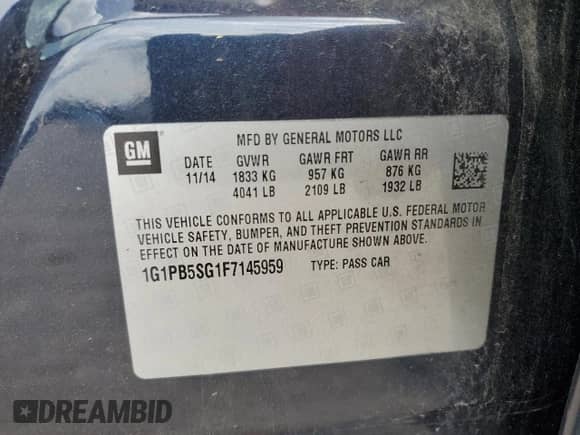 GM
MFD BY GENERAL MOTORS LLC
DATE GVWR GAWR FRT GAWR RR
11/14 1833 KG 957 KG 876 KG
4041 LB 2109 LB 1932 LB
THIS VEHICLE CONFORMS TO ALL APPLICABLE U.S. FEDERAL MOTOR
VEHICLE SAFETY, BUMPER, AND THEFT PREVENTION STANDARDS IN
EFFECT ON THE DATE OF MANUFACTURE SHOWN ABOVE.
1G1PB5SG1F7145959 TYPE: PASS CAR
DREAMBID